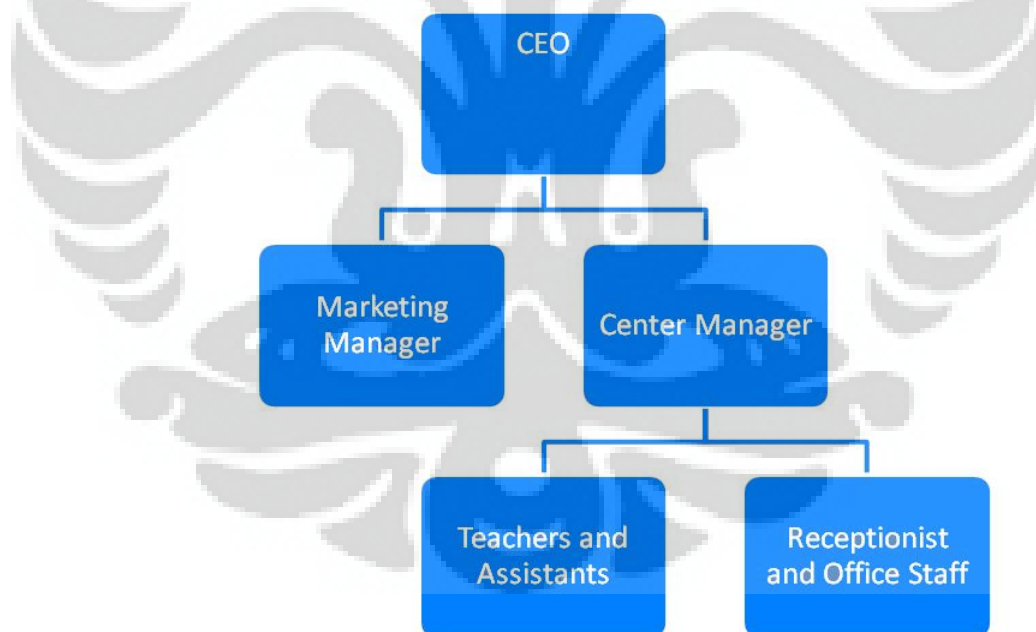 CEO
Marketing
Manager
Center Manager
Teachers and
Assistants
Receptionist
and Office Staff